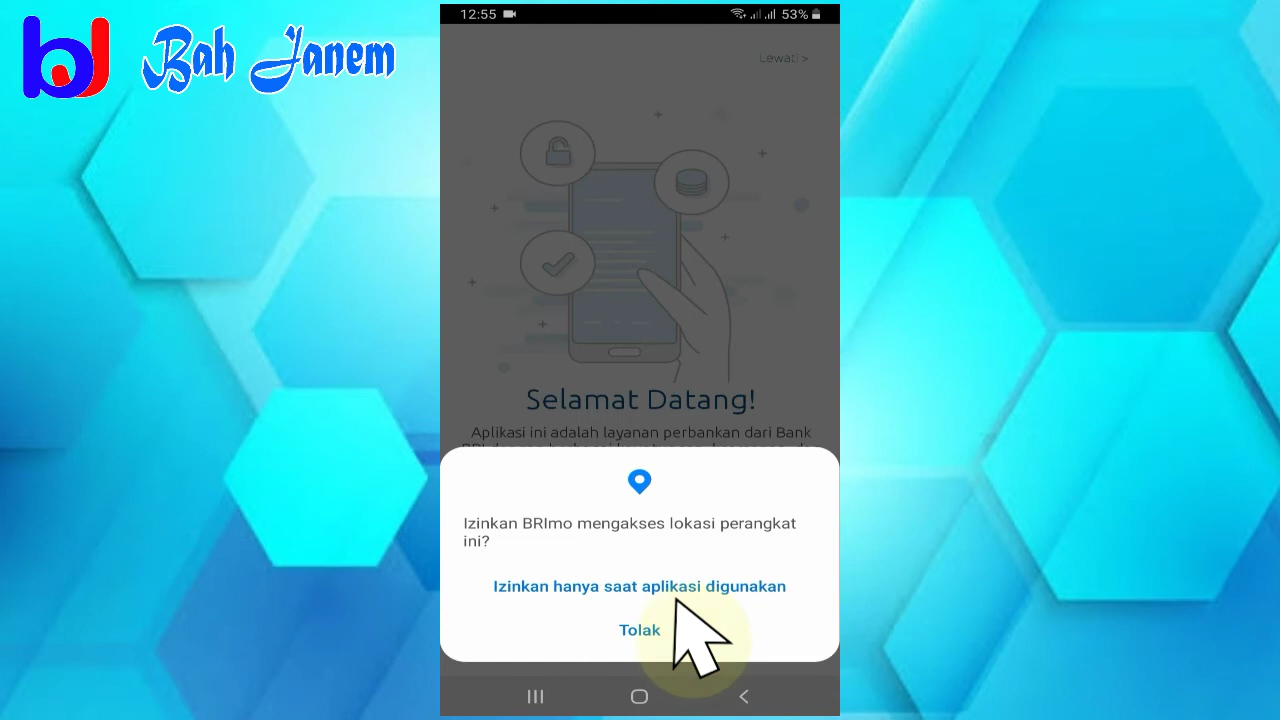 Bah Janem
12:55
53%
Lewati >
Selamat Datang!
Aplikasi ini adalah layanan perbankan dari Bank
Izinkan BRImo mengakses lokasi perangkat
ini?
Izinkan hanya saat aplikasi digunakan
Tolak